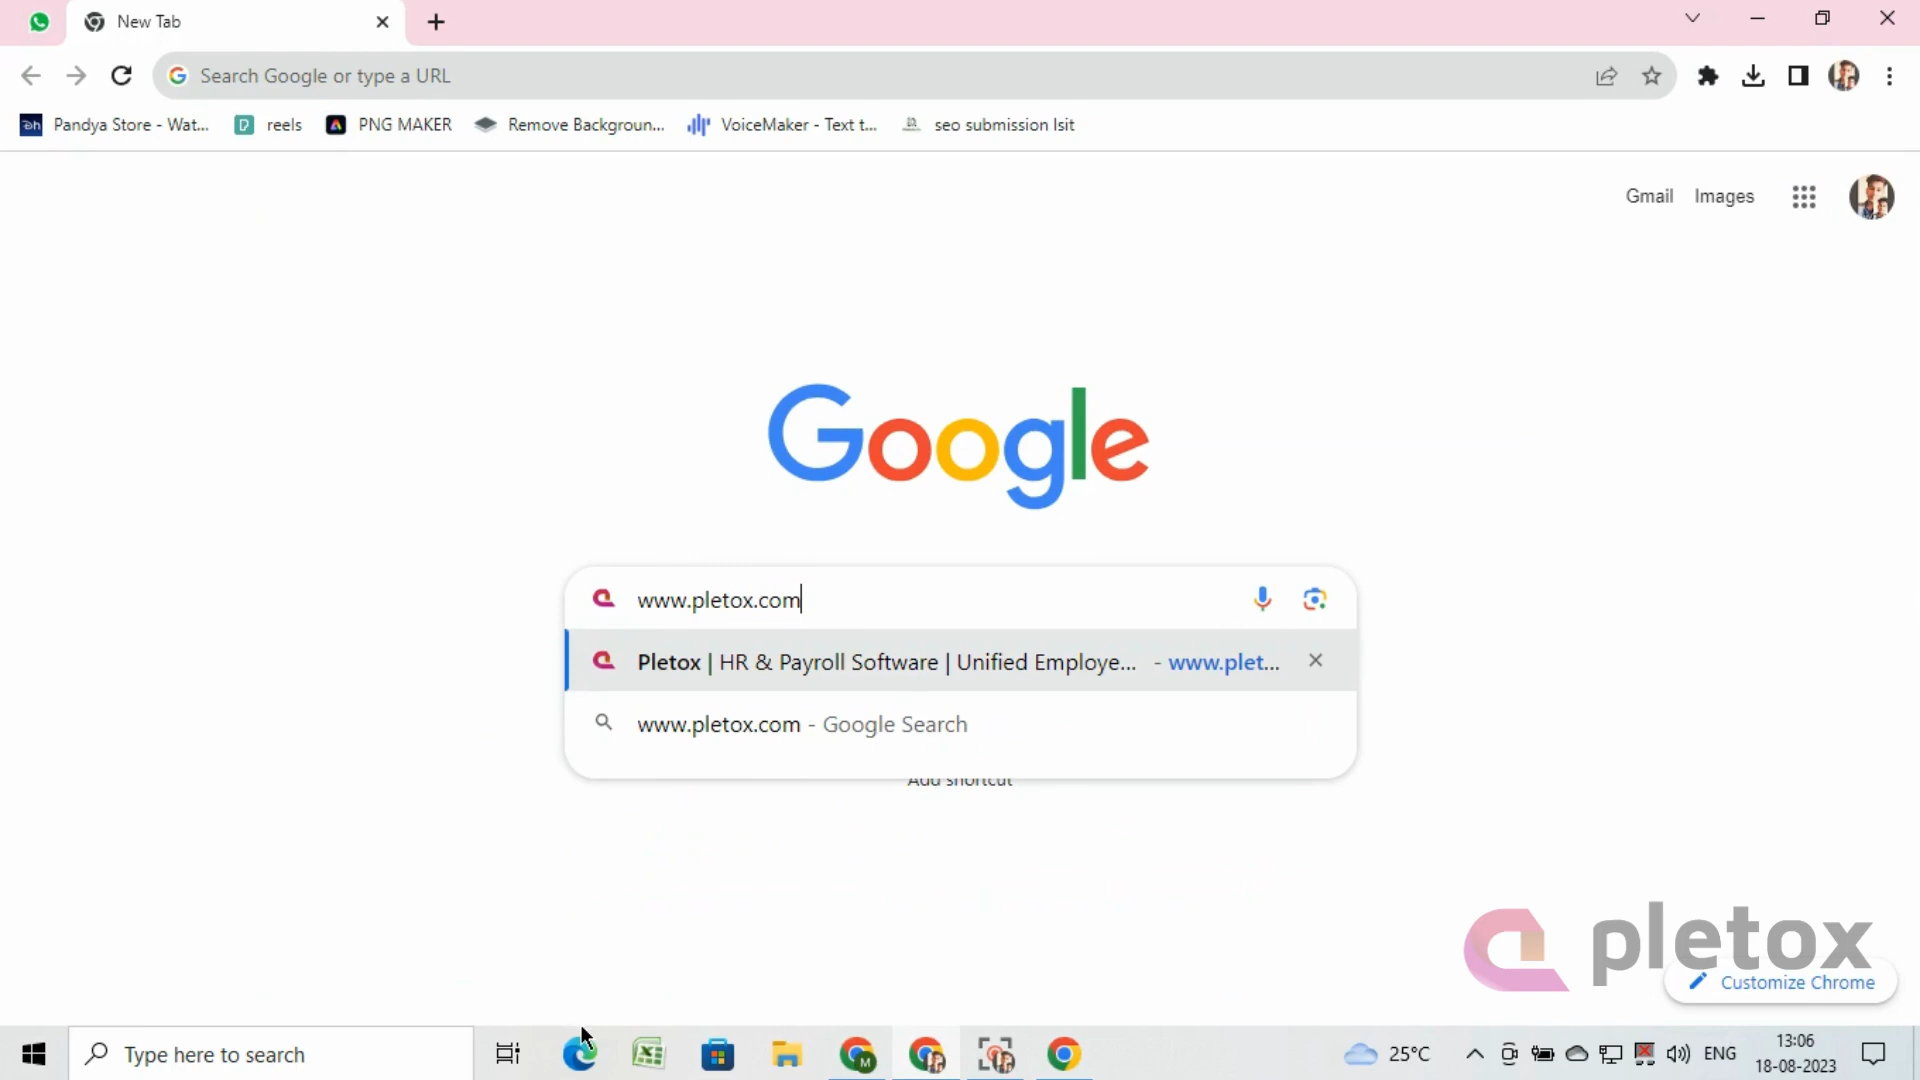 New Tab
Search Google or type a URL
Pandya Store - Wat...
reels
PNG MAKER
Remove Backgroun...
VoiceMaker - Text t...
seo submission lsit
Gmail
Images
Google
www.pletox.com
Pletox | HR & Payroll Software | Unified Employe... - www.plet...
www.pletox.com - Google Search
Add shortcut
pletox
Customize Chrome
Type here to search
25°C
ENG
13:06
18-08-2023